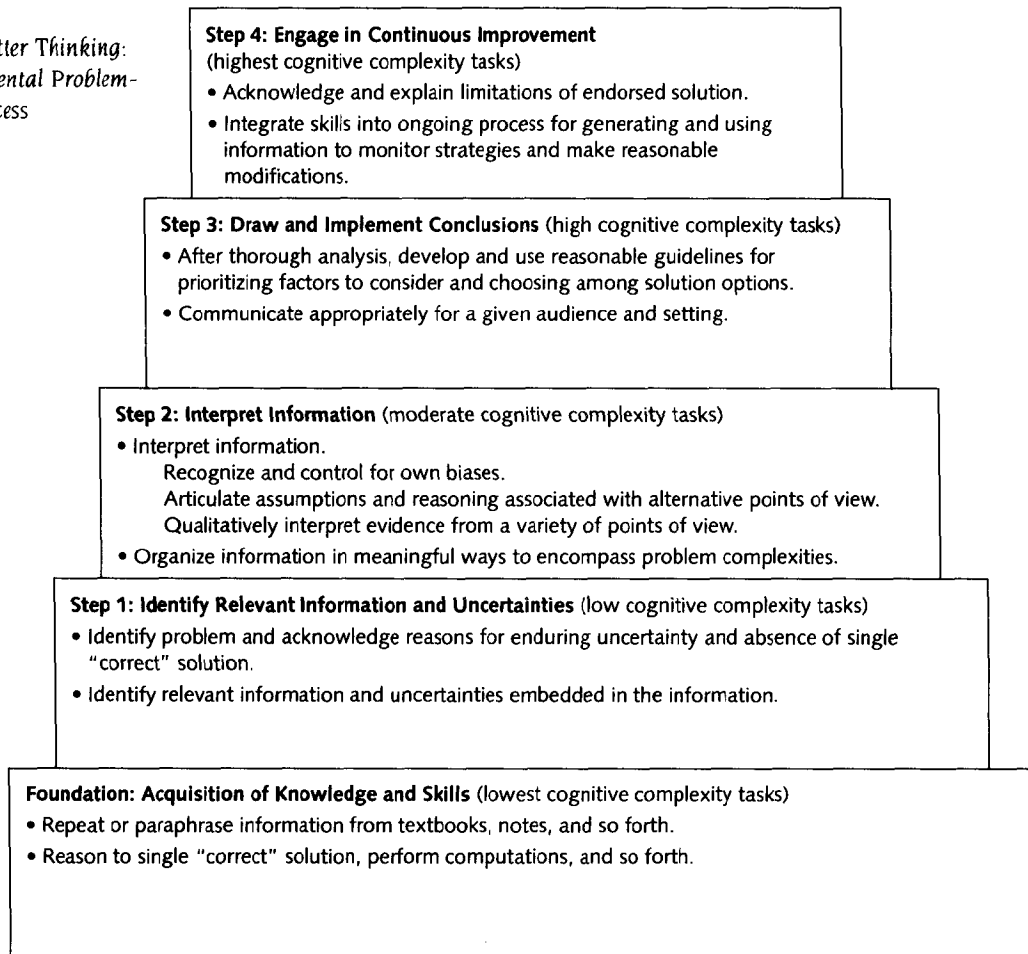 tter Thinking:
ental Problem-
cess
Step 4: Engage in Continuous Improvement
(highest cognitive complexity tasks)
• Acknowledge and explain limitations of endorsed solution.
• Integrate skills into ongoing process for generating and using
information to monitor strategies and make reasonable
modifications.
Step 3: Draw and Implement Conclusions (high cognitive complexity tasks)
• After thorough analysis, develop and use reasonable guidelines for
prioritizing factors to consider and choosing among solution options.
• Communicate appropriately for a given audience and setting.
Step 2: Interpret Information (moderate cognitive complexity tasks)
• Interpret information.
Recognize and control for own biases.
Articulate assumptions and reasoning associated with alternative points of view.
Qualitatively interpret evidence from a variety of points of view.
• Organize information in meaningful ways to encompass problem complexities.
Step 1: Identify Relevant Information and Uncertainties (low cognitive complexity tasks)
• Identify problem and acknowledge reasons for enduring uncertainty and absence of single
"correct" solution.
• Identify relevant information and uncertainties embedded in the information.
Foundation: Acquisition of Knowledge and Skills (lowest cognitive complexity tasks)
• Repeat or paraphrase information from textbooks, notes, and so forth.
• Reason to single "correct" solution, perform computations, and so forth.